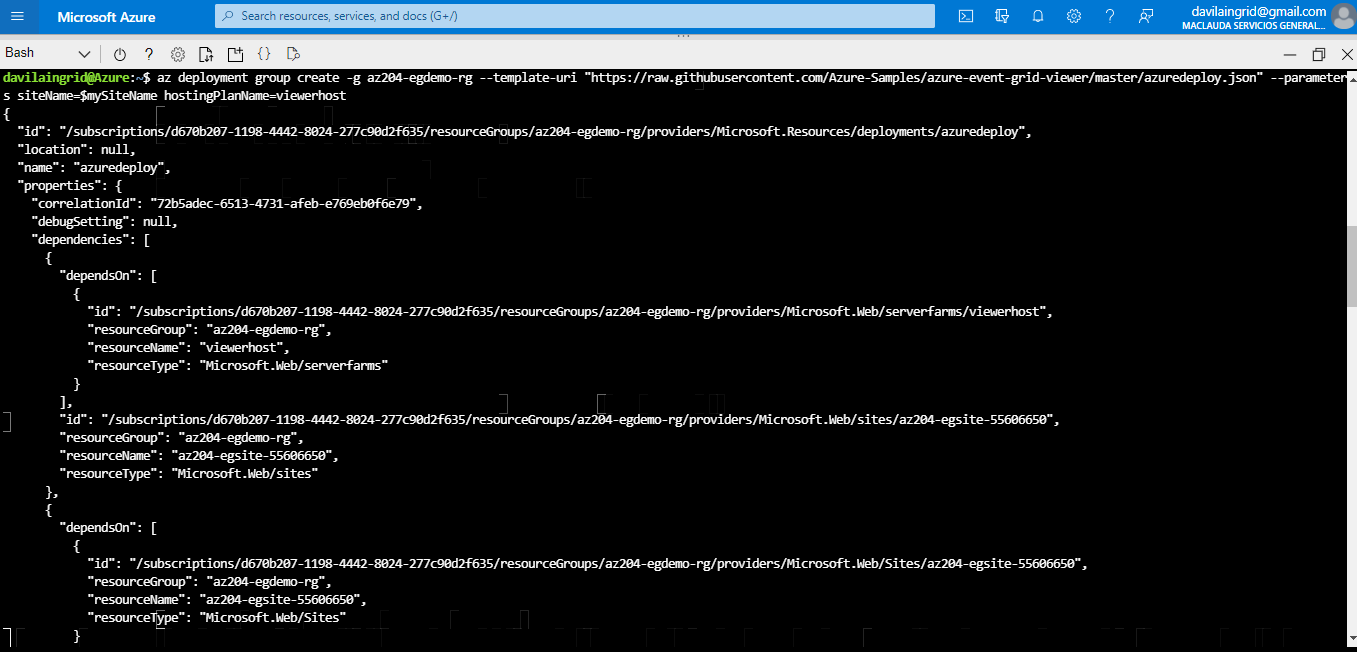 Microsoft Azure
Search resources, services, and docs (G+/)
davilaingrid@gmail.com
MACLAUDA SERVICIOS GENERAL...
Bash
davilaingrid@Azure:~$ az deployment group create -g az204-egdemo-rg --template-uri "https://raw.githubusercontent.com/Azure-Samples/azure-event-grid-viewer/master/azuredeploy.json" --parameter
s siteName=$mySiteName hostingPlanName=viewerhost
{
  "id": "/subscriptions/d670b207-1198-4442-8024-277c90d2f635/resourceGroups/az204-egdemo-rg/providers/Microsoft.Resources/deployments/azuredeploy",
  "location": null,
  "name": "azuredeploy",
  "properties": {
    "correlationId": "72b5adec-6513-4731-afeb-e769eb0f6e79",
    "debugSetting": null,
    "dependencies": [
      {
        "dependsOn": [
          {
            "id": "/subscriptions/d670b207-1198-4442-8024-277c90d2f635/resourceGroups/az204-egdemo-rg/providers/Microsoft.Web/serverfarms/viewerhost",
            "resourceGroup": "az204-egdemo-rg",
            "resourceName": "viewerhost",
            "resourceType": "Microsoft.Web/serverfarms"
          }
        ],
        "id": "/subscriptions/d670b207-1198-4442-8024-277c90d2f635/resourceGroups/az204-egdemo-rg/providers/Microsoft.Web/sites/az204-egsite-55606650",
        "resourceGroup": "az204-egdemo-rg",
        "resourceName": "az204-egsite-55606650",
        "resourceType": "Microsoft.Web/sites"
      },
      {
        "dependsOn": [
          {
            "id": "/subscriptions/d670b207-1198-4442-8024-277c90d2f635/resourceGroups/az204-egdemo-rg/providers/Microsoft.Web/Sites/az204-egsite-55606650",
            "resourceGroup": "az204-egdemo-rg",
            "resourceName": "az204-egsite-55606650",
            "resourceType": "Microsoft.Web/Sites"
          }